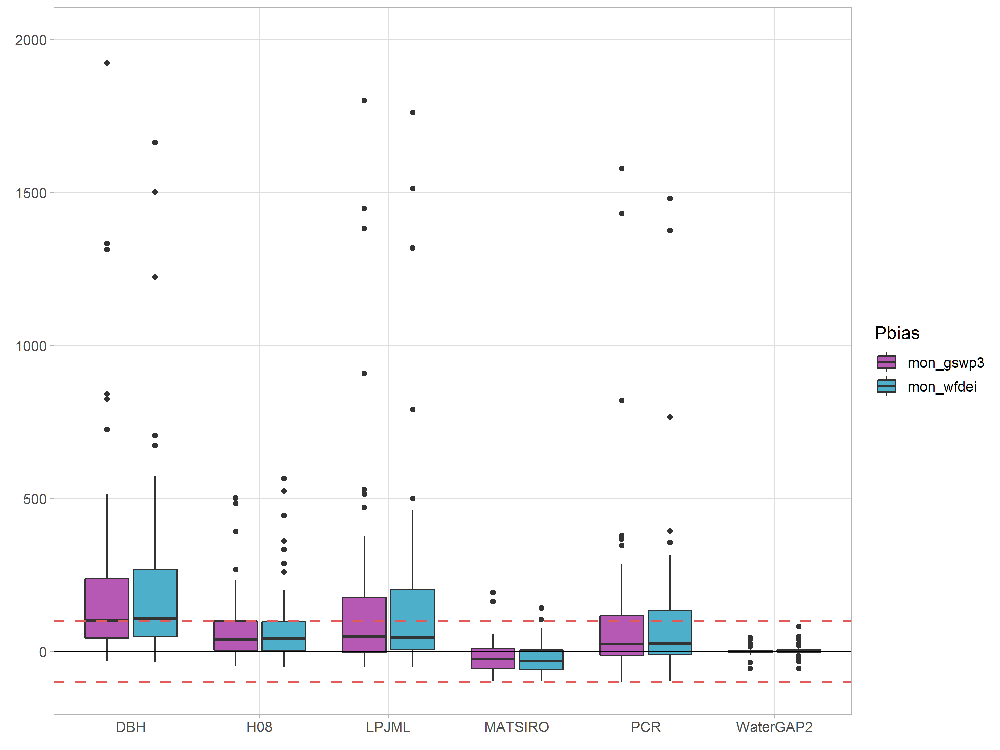 2000
1500
1000
500
0
DBH
H08
LPJML
MATSIRO
PCR
WaterGAP2
Pbias
mon_gswp3
mon_wfdei